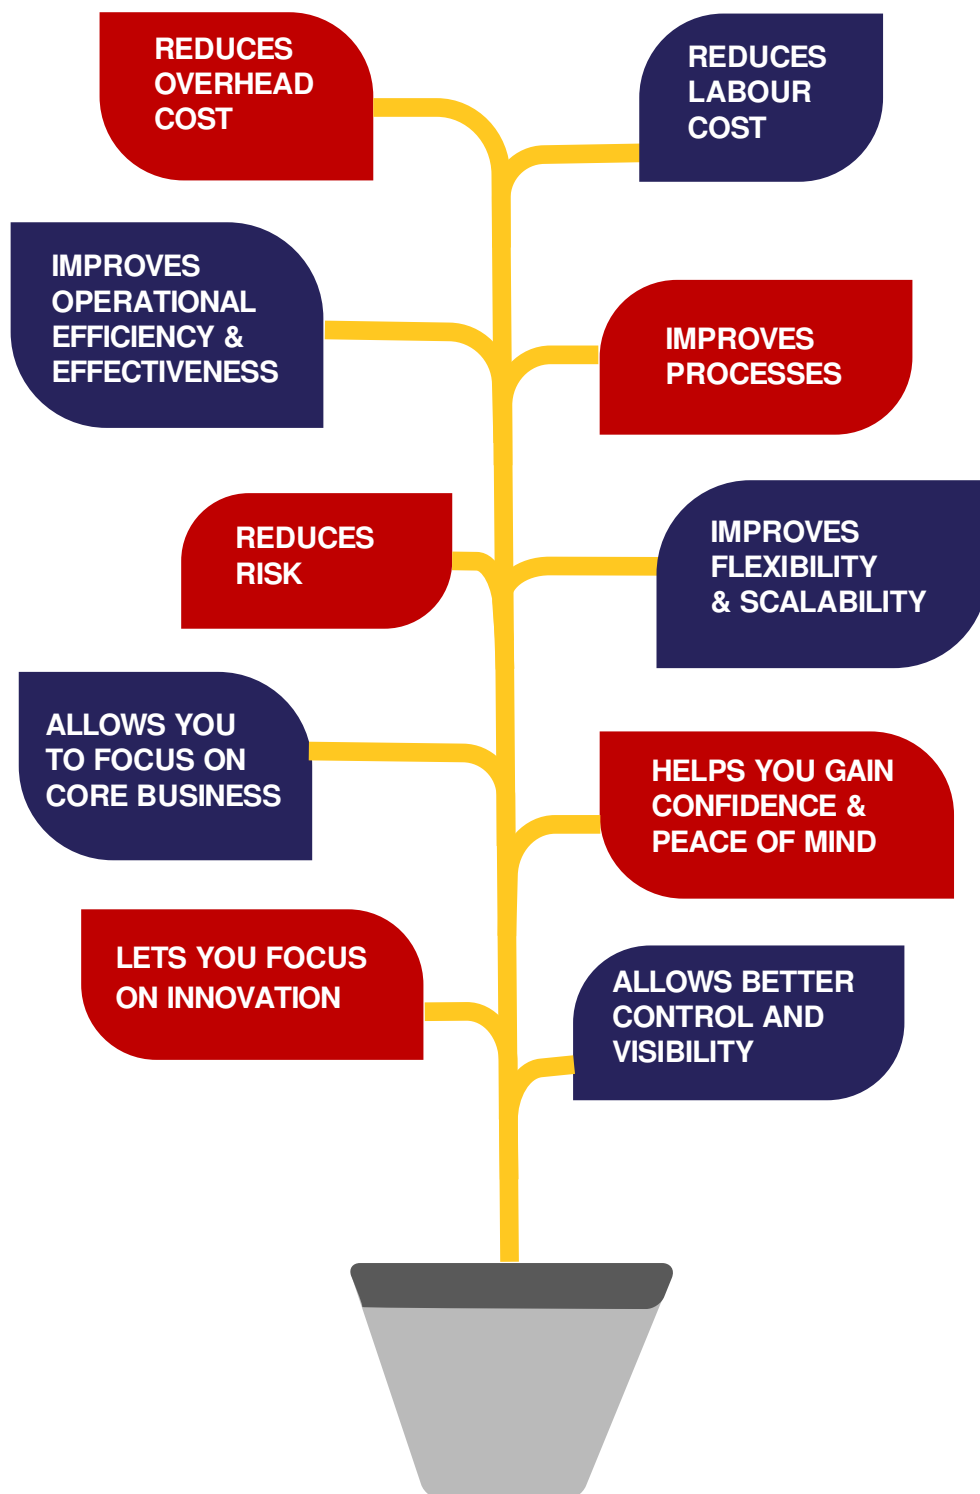 REDUCES
OVERHEAD
COST
REDUCES
LABOUR
COST
IMPROVES
OPERATIONAL
EFFICIENCY &
EFFECTIVENESS
IMPROVES
PROCESSES
REDUCES
RISK
IMPROVES
FLEXIBILITY
& SCALABILITY
ALLOWS YOU
TO FOCUS ON
CORE BUSINESS
HELPS YOU GAIN
CONFIDENCE &
PEACE OF MIND
LETS YOU FOCUS
ON INNOVATION
ALLOWS BETTER
CONTROL AND
VISIBILITY